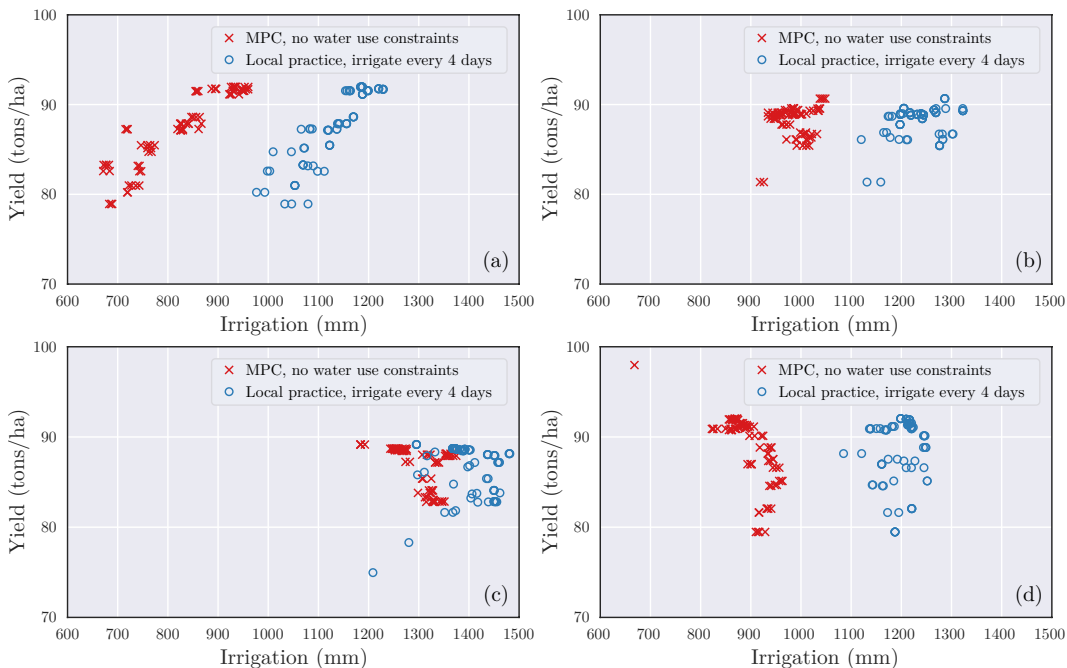 100
90
80
70
Yield (tons/ha)
MPC, no water use constraints
Local practice, irrigate every 4 days
(a)
600 700 800 900 1000 1100 1200 1300 1400 1500
Irrigation (mm)
100
90
80
70
Yield (tons/ha)
MPC, no water use constraints
Local practice, irrigate every 4 days
(b)
600 700 800 900 1000 1100 1200 1300 1400 1500
Irrigation (mm)
100
90
80
70
Yield (tons/ha)
MPC, no water use constraints
Local practice, irrigate every 4 days
(c)
600 700 800 900 1000 1100 1200 1300 1400 1500
Irrigation (mm)
100
90
80
70
Yield (tons/ha)
MPC, no water use constraints
Local practice, irrigate every 4 days
(d)
600 700 800 900 1000 1100 1200 1300 1400 1500
Irrigation (mm)